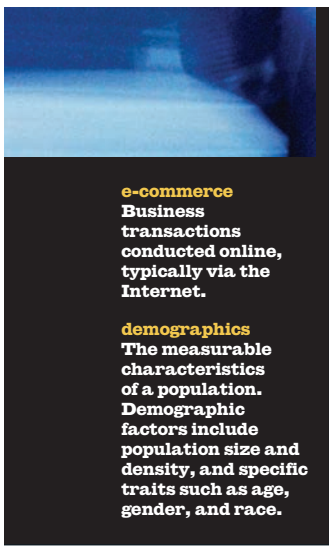 e-commerce
Business
transactions
conducted online,
typically via the
Internet.
demographics
The measurable
characteristics
of a population.
Demographic
factors include
population size and
density, and specific
traits such as age,
gender, and race.